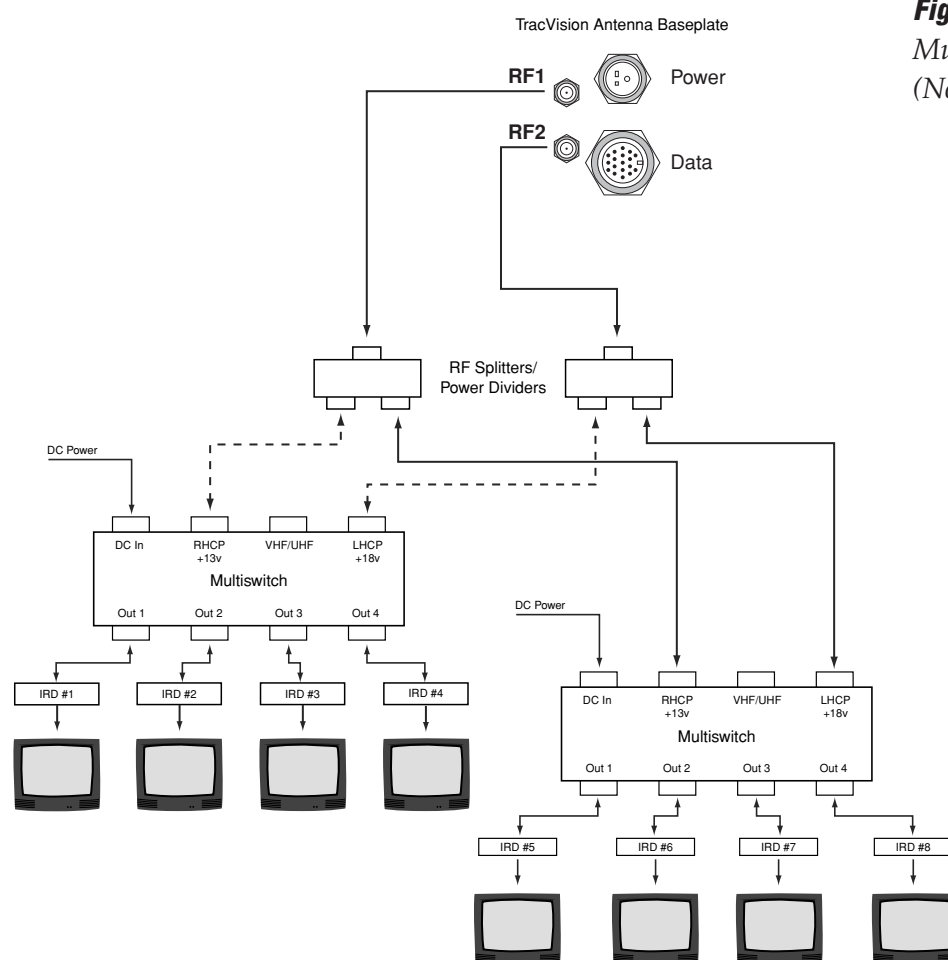 TracVision Antenna Baseplate
RF1
Power
RF2
Data
RF Splitters/
Power Dividers
DC Power
DC In
RHCP
+13v
VHF/UHF
LHCP
+18v
Multiswitch
Out 1
Out 2
Out 3
Out 4
IRD #1
IRD #2
IRD #3
IRD #4
DC Power
DC In
RHCP
+13v
VHF/UHF
LHCP
+18v
Multiswitch
Out 1
Out 2
Out 3
Out 4
IRD #5
IRD #6
IRD #7
IRD #8